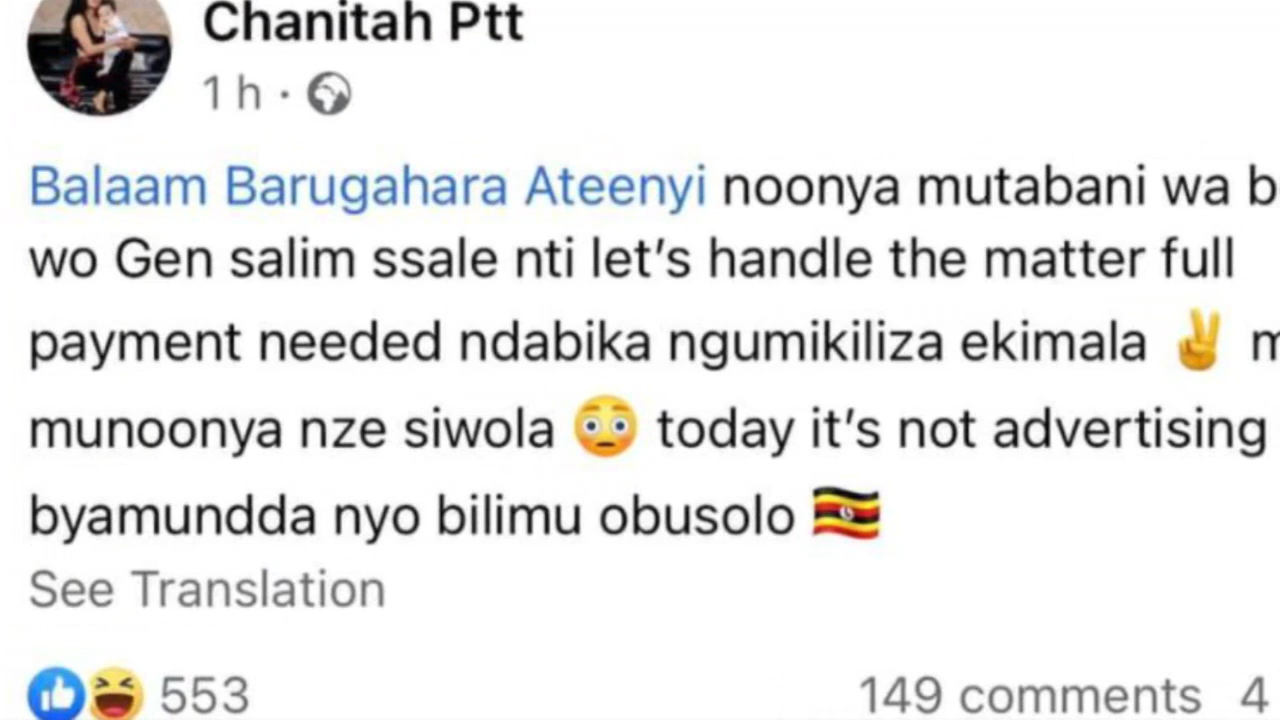 Chanitah Ptt
1 h ·
Balaam Barugahara Ateenyi noonya mutabani wa
wo Gen salim ssale nti let's handle the matter full
payment needed ndabika ngumikiliza ekimala ✌️
munoonya nze siwola 😳 today it's not advertising
byamundda nyo bilimu obusolo 🇺🇬
See Translation
553
149 comments 4